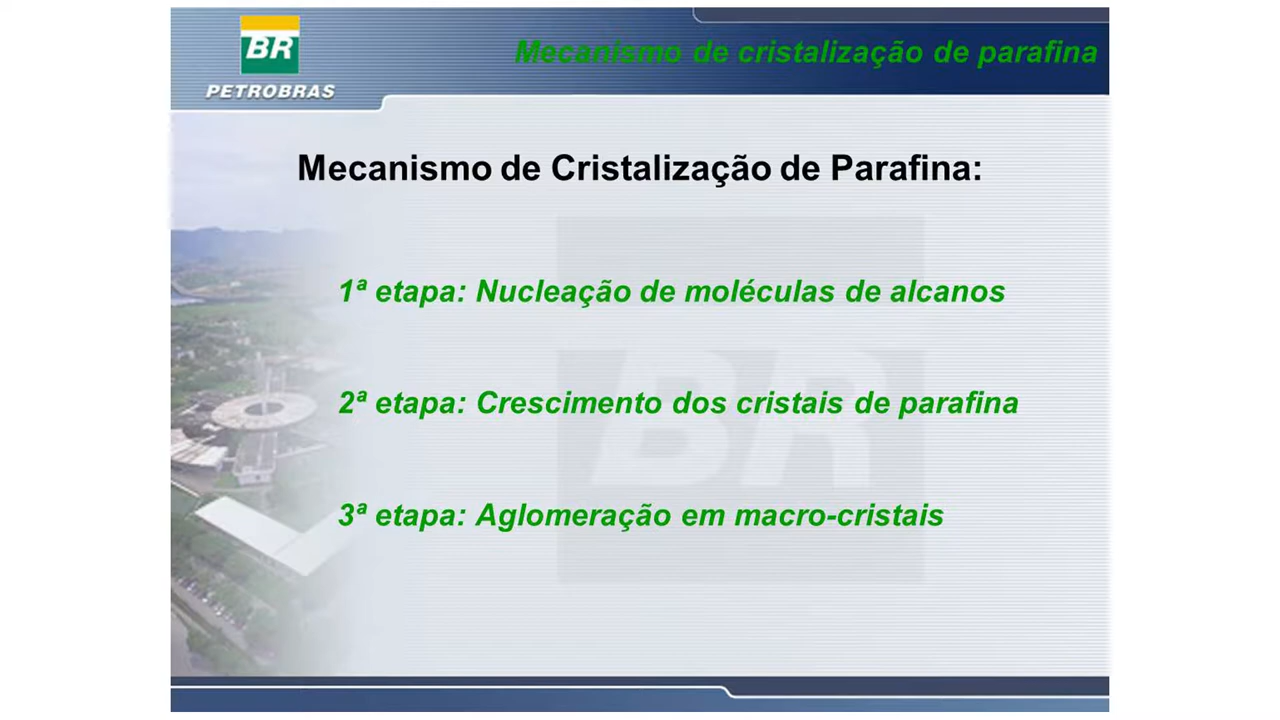 BR
PETROBRAS
Mecanismo de cristalização de parafina
Mecanismo de Cristalização de Parafina:
1ª etapa: Nucleação de moléculas de alcanos
2ª etapa: Crescimento dos cristais de parafina
3ª etapa: Aglomeração em macro-cristais
BR